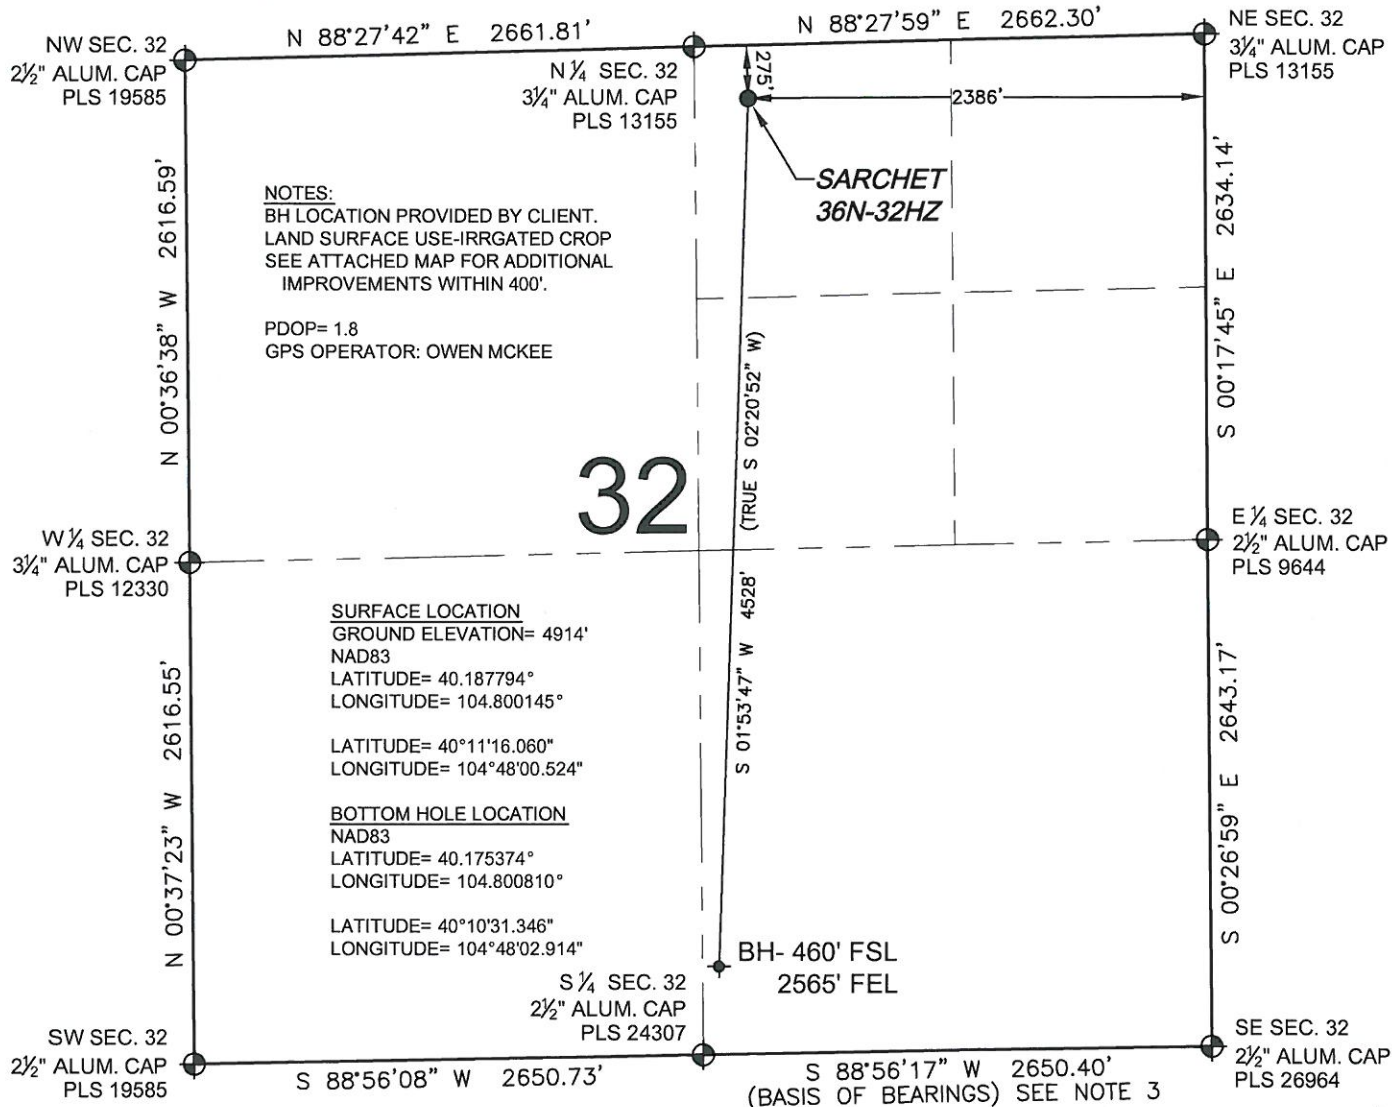 N 88°27'42" E 2661.81'
N 88°27'59" E 2662.30'
NW SEC. 32
2½" ALUM. CAP
PLS 19585
N ¼ SEC. 32
3¼" ALUM. CAP
PLS 13155
NE SEC. 32
3¼" ALUM. CAP
PLS 13155
275'
2386'
SARCHET
36N-32HZ
NOTES:
BH LOCATION PROVIDED BY CLIENT.
LAND SURFACE USE-IRRGATED CROP
SEE ATTACHED MAP FOR ADDITIONAL
IMPROVEMENTS WITHIN 400'.
PDOP= 1.8
GPS OPERATOR: OWEN MCKEE
N 00°36'38" W 2616.59'
S 00°17'45" E 2634.14'
32
S 01°53'47" W 4528' (TRUE S 02°20'52" W)
W ¼ SEC. 32
3¼" ALUM. CAP
PLS 12330
E ¼ SEC. 32
2½" ALUM. CAP
PLS 9644
SURFACE LOCATION
GROUND ELEVATION= 4914'
NAD83
LATITUDE= 40.187794°
LONGITUDE= 104.800145°
LATITUDE= 40°11'16.060"
LONGITUDE= 104°48'00.524"
BOTTOM HOLE LOCATION
NAD83
LATITUDE= 40.175374°
LONGITUDE= 104.800810°
LATITUDE= 40°10'31.346"
LONGITUDE= 104°48'02.914"
N 00°37'23" W 2616.55'
S 00°26'59" E 2643.17'
BH- 460' FSL
2565' FEL
S ¼ SEC. 32
2½" ALUM. CAP
PLS 24307
SW SEC. 32
2½" ALUM. CAP
PLS 19585
SE SEC. 32
2½" ALUM. CAP
PLS 26964
S 88°56'08" W 2650.73'
S 88°56'17" W 2650.40'
(BASIS OF BEARINGS) SEE NOTE 3